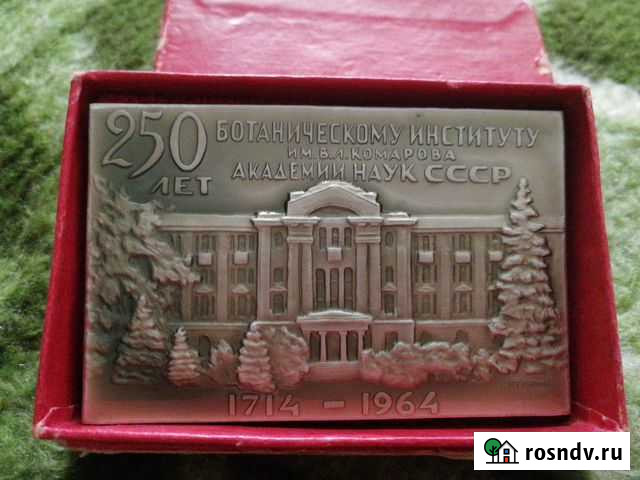 250 ЛЕТ
БОТАНИЧЕСКОМУ ИНСТИТУТУ
ИМ. В.Л. КОМАРОВА
АКАДЕМИИ НАУК СССР
1714 - 1964
rosndv.ru